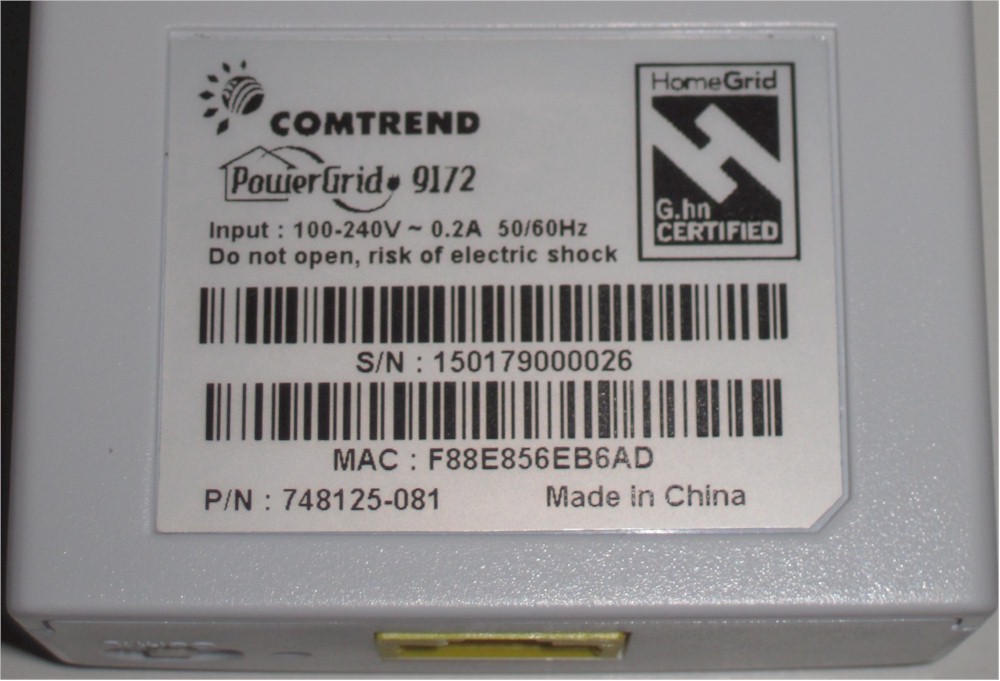 COMTREND
PowerGrid 9172
Input : 100-240V ~ 0.2A 50/60Hz
Do not open, risk of electric shock
HomeGrid
G.hn
CERTIFIED
S/N : 150179000026
MAC : F88E856EB6AD
P/N : 748125-081
Made in China